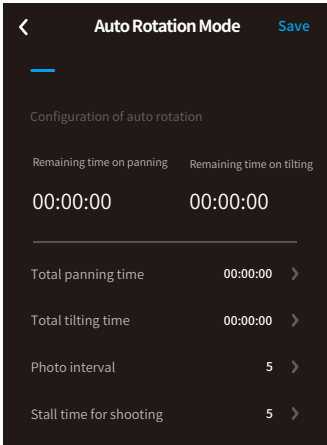 Auto Rotation Mode Save
Configuration of auto rotation
Remaining time on panning Remaining time on tilting
00:00:00 00:00:00
Total panning time 00:00:00
Total tilting time 00:00:00
Photo interval 5
Stall time for shooting 5